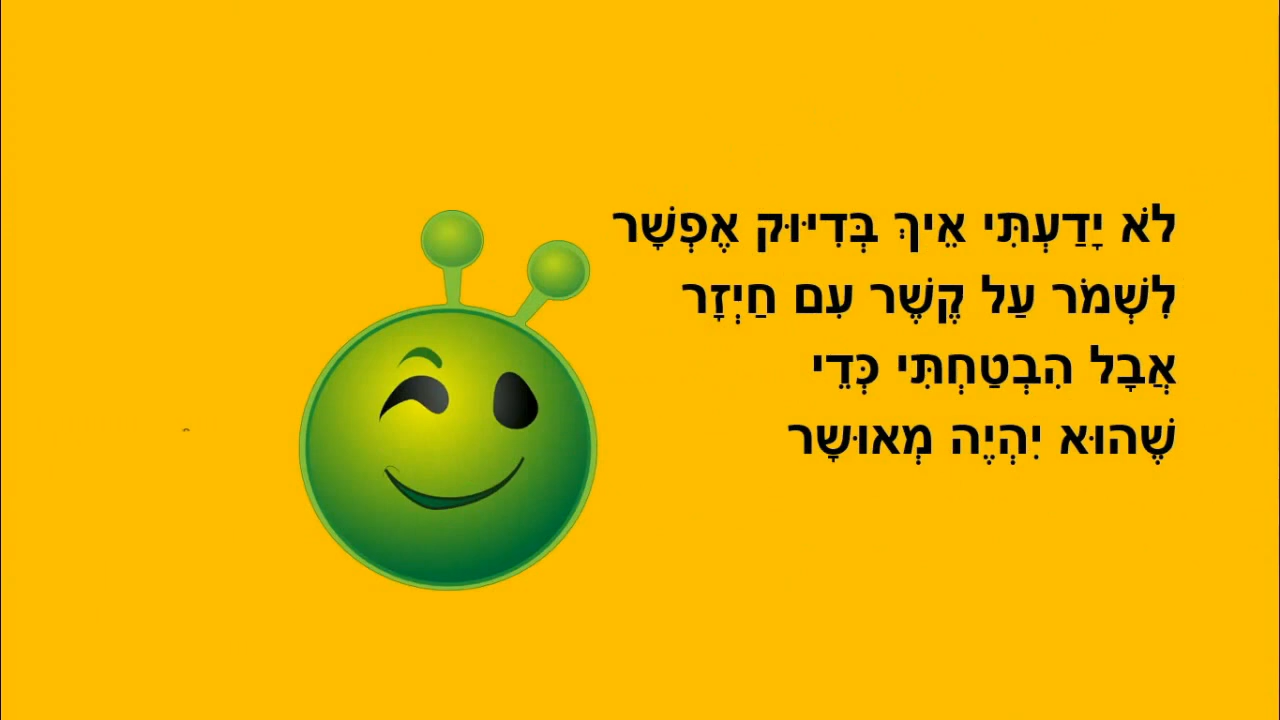 לֹא יָדַעְתִּי אֵיךְ בְּדִיּוּק אֶפְשָׁר
לִשְׁמֹר עַל קֶשֶׁר עִם חַיְזָר
אֲבָל הִבְטַחְתִּי כְּדֵי
שֶׁהוּא יִהְיֶה מְאוּשָׁר